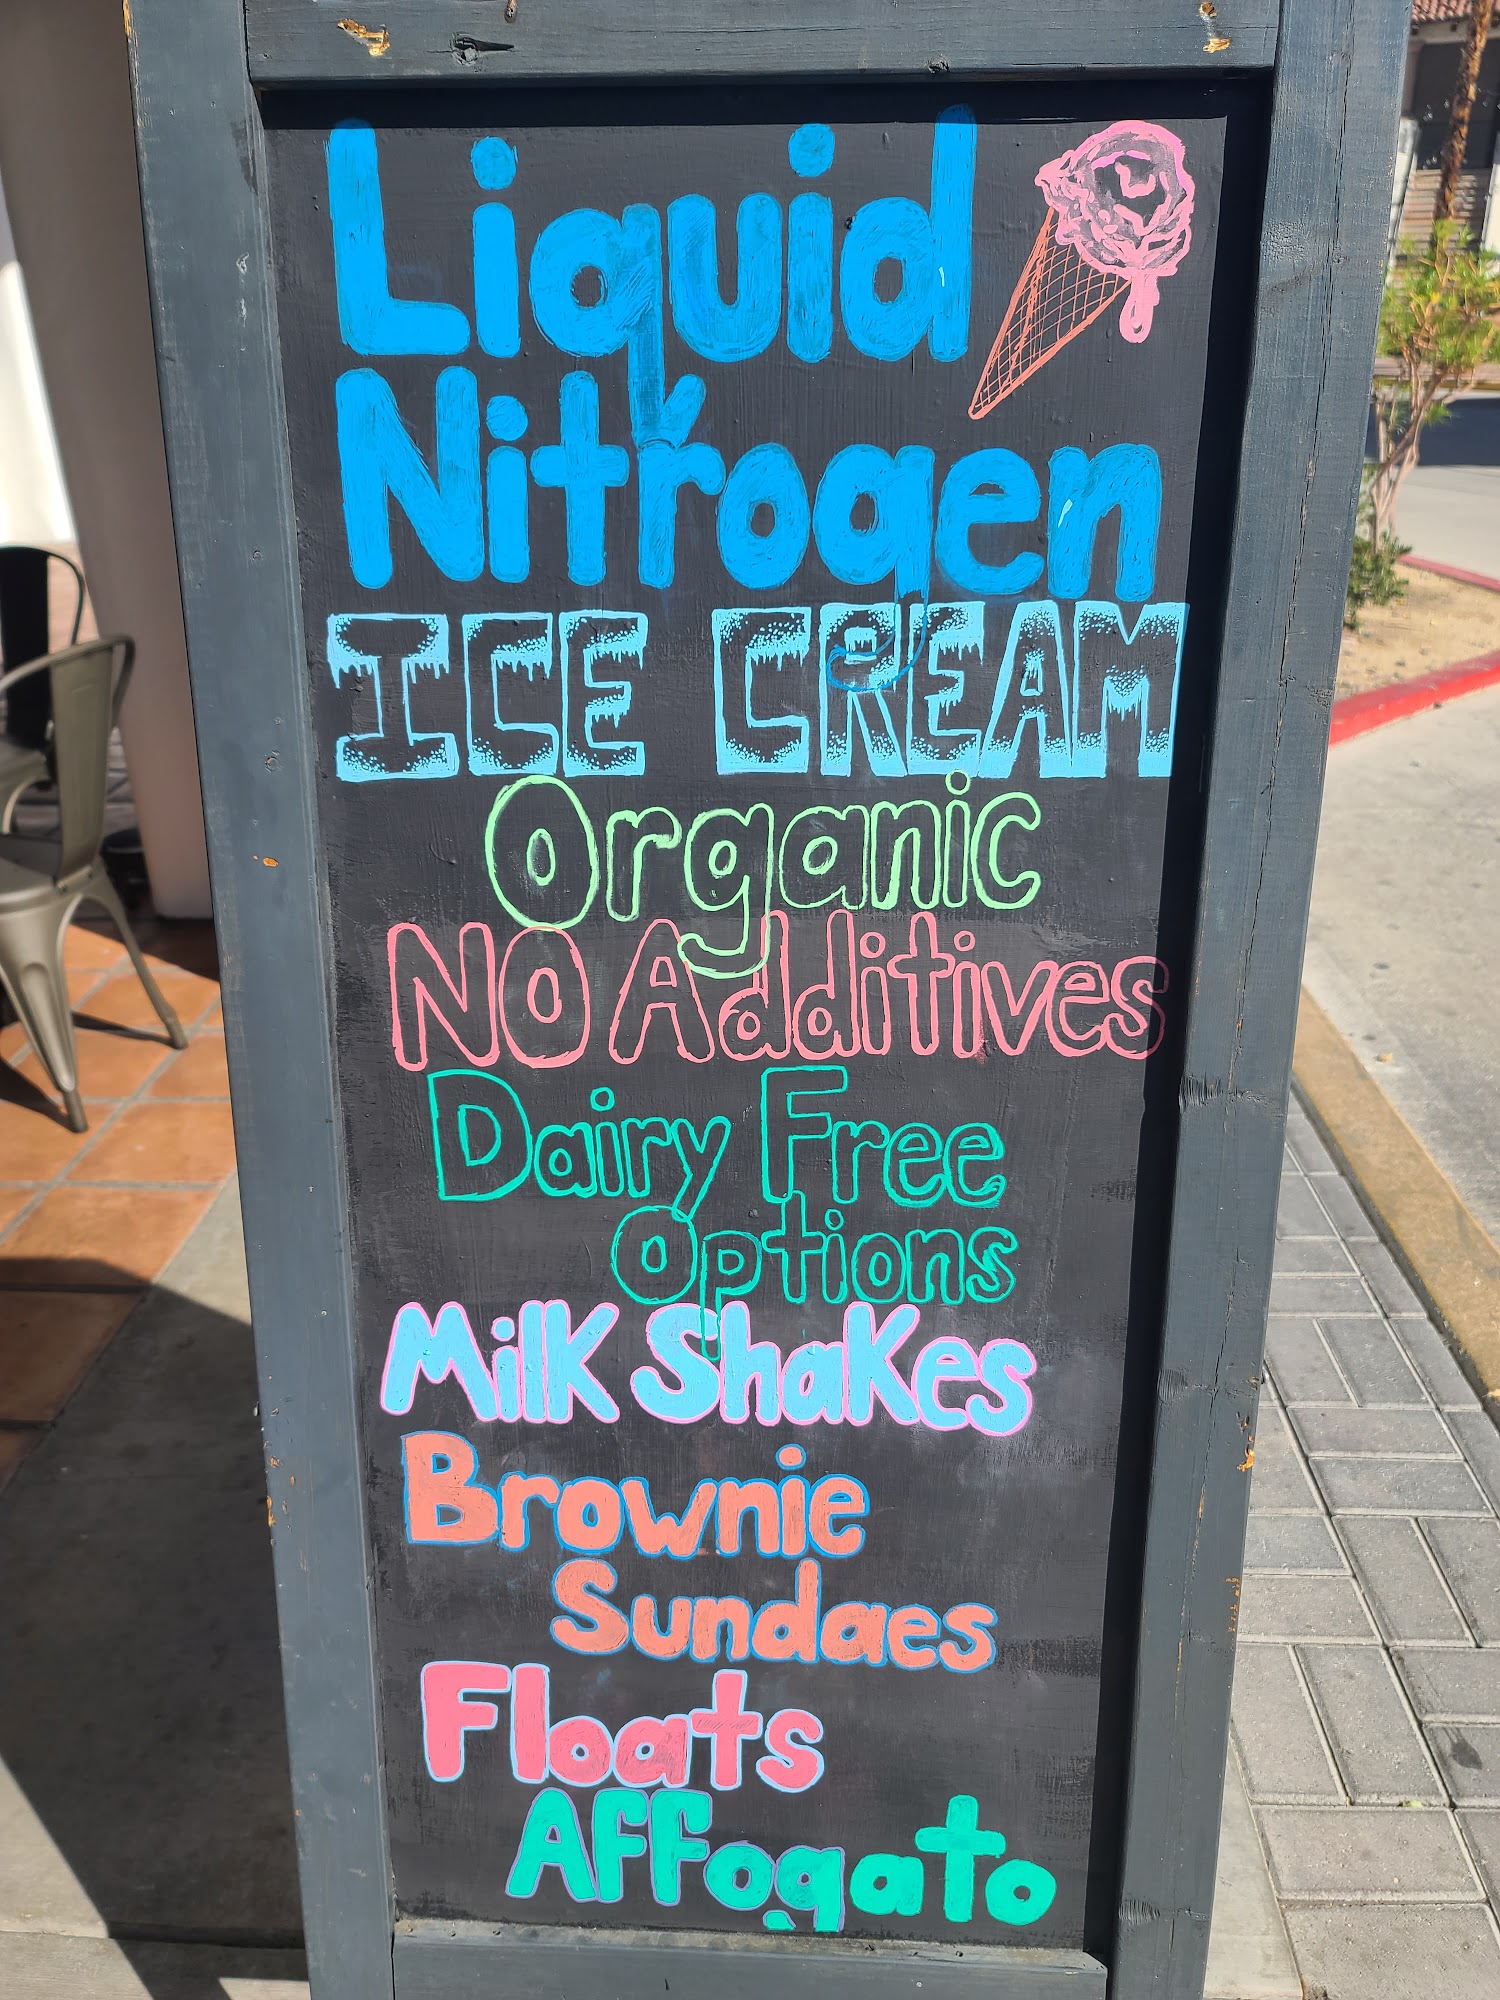 Liquid
Nitrogen
ICE CREAM
Organic
NO Additives
Dairy Free
Options
Milk Shakes
Brownie
Sundaes
Floats
Affogato